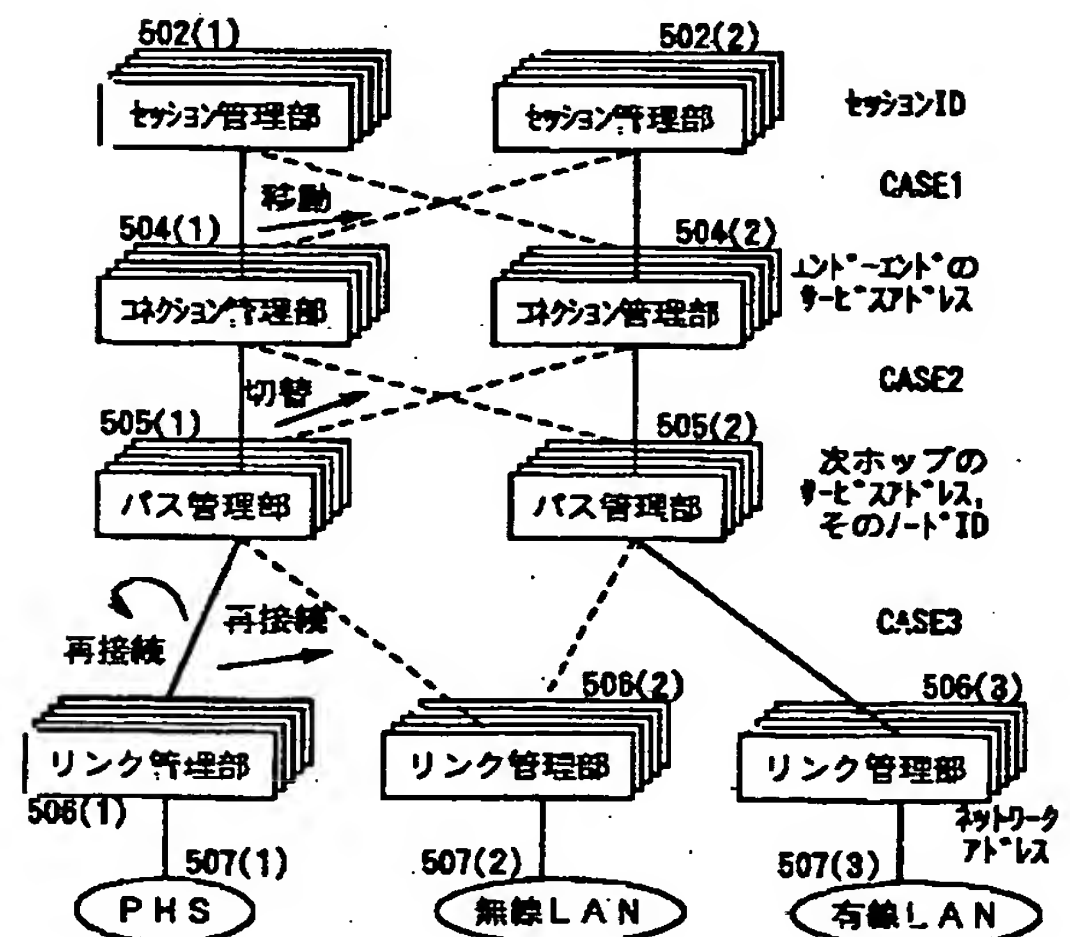 502(1)
502(2)
セッション管理部
セッション管理部
セッションID
移動
CASE1
504(1)
504(2)
コネクション管理部
コネクション管理部
エンド-エンドの
サービスアドレス
切替
CASE2
505(1)
505(2)
パス管理部
パス管理部
次ホップの
サービスアドレス,
そのノードID
再接続
再接続
CASE3
506(2)
506(3)
リンク管理部
リンク管理部
リンク管理部
506(1)
ネットワーク
アドレス
507(1)
507(2)
507(3)
PHS
無線LAN
有線LAN